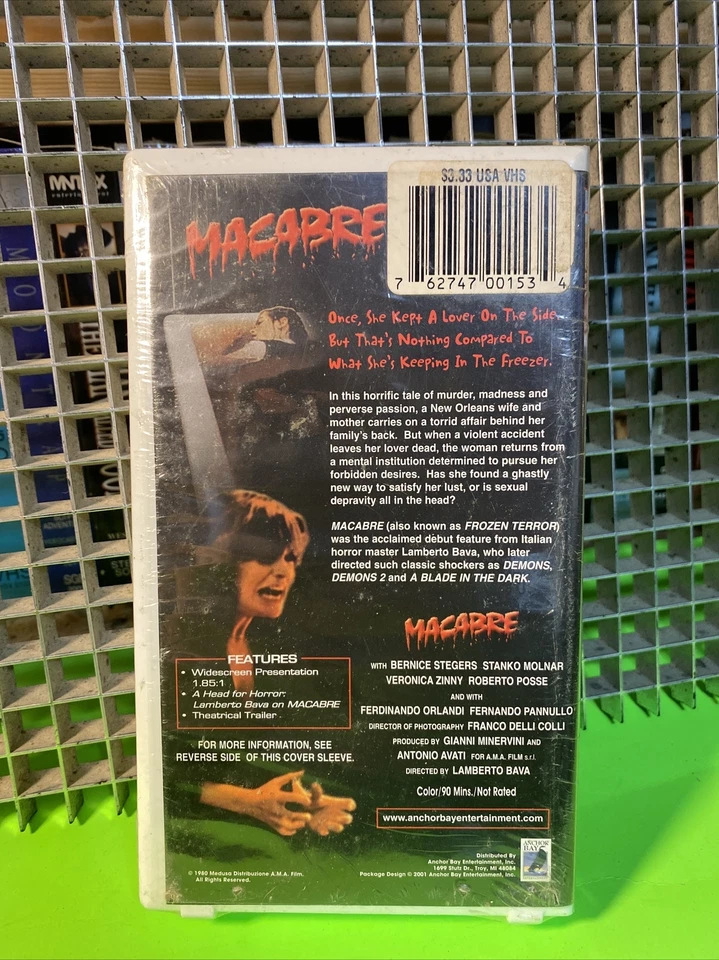 $3.33 USA VHS
7 62747 00153 4
MACABRE
Once, She Kept A Lover On The Side...
But That's Nothing Compared To
What She's Keeping In The Freezer.
In this horrific tale of murder, madness and
perverse passion, a New Orleans wife and
mother carries on a torrid affair behind her
family's back. But when a violent accident
leaves her lover dead, the woman returns from
a mental institution determined to pursue her
forbidden desires. Has she found a ghastly
new way to satisfy her lust, or is sexual
depravity all in the head?
MACABRE (also known as FROZEN TERROR)
was the acclaimed debut feature from Italian
horror master Lamberto Bava, who later
directed such classic shockers as DEMONS,
DEMONS 2 and A BLADE IN THE DARK.
FEATURES
• Widescreen Presentation
1.85:1
• A Head for Horror:
Lamberto Bava on MACABRE
• Theatrical Trailer
FOR MORE INFORMATION, SEE
REVERSE SIDE OF THIS COVER SLEEVE.
MACABRE
WITH BERNICE STEGERS STANKO MOLNAR
VERONICA ZINNY ROBERTO POSSE
AND WITH
FERDINANDO ORLANDI FERNANDO PANNULLO
DIRECTOR OF PHOTOGRAPHY FRANCO DELLI COLLI
PRODUCED BY GIANNI MINERVINI AND
ANTONIO AVATI FOR A.M.A. FILM s.r.l.
DIRECTED BY LAMBERTO BAVA
Color/90 Mins./Not Rated
www.anchorbayentertainment.com
© 1980 Medusa Distribuzione A.M.A. Film.
All Rights Reserved.
Distributed By
Anchor Bay Entertainment, Inc.
1699 Stutz Dr., Troy, MI 48084
Package Design © 2001 Anchor Bay Entertainment, Inc.
ANCHOR
BAY